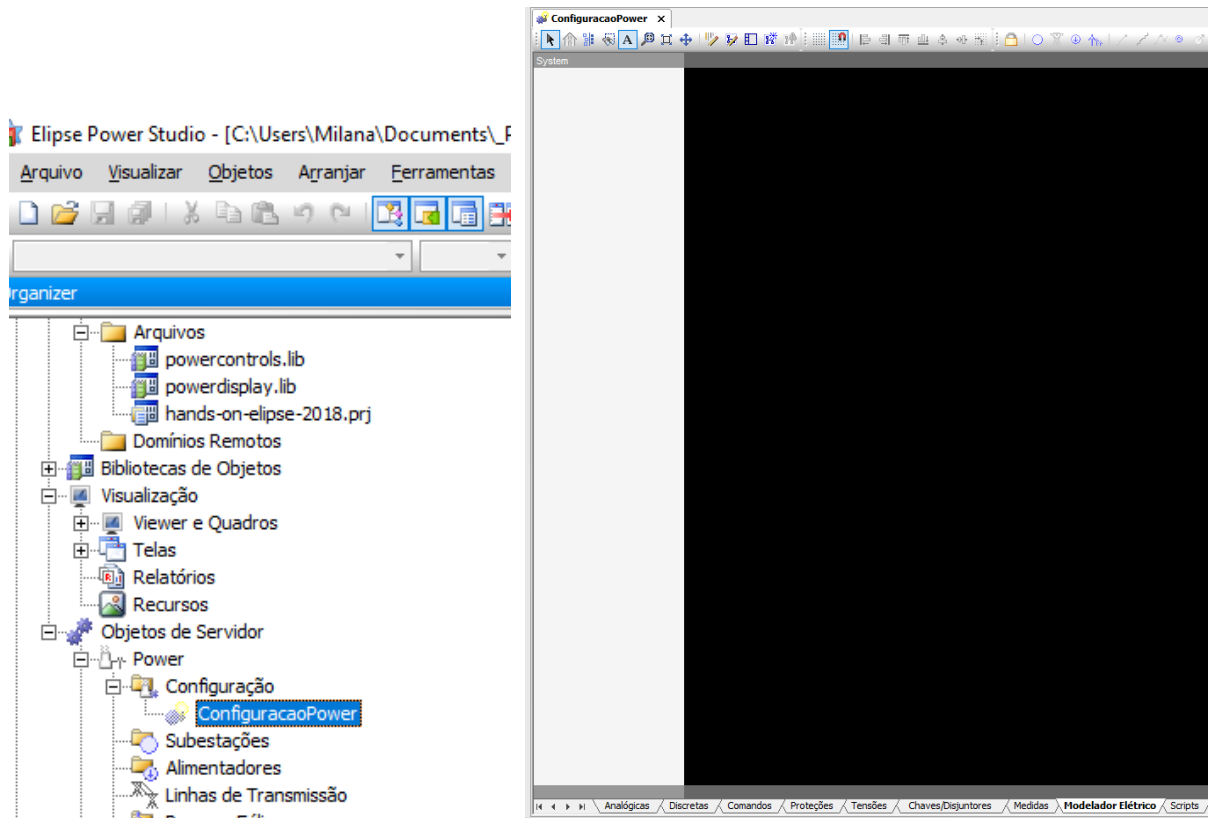 Elipse Power Studio - [C:\Users\Milana\Documents\_P
Arquivo Visualizar Objetos Arranjar Ferramentas
Organizer
Arquivos
powercontrols.lib
powerdisplay.lib
hands-on-elipse-2018.prj
Domínios Remotos
Bibliotecas de Objetos
Visualização
Viewer e Quadros
Telas
Relatórios
Recursos
Objetos de Servidor
Power
Configuração
ConfiguracaoPower
Subestações
Alimentadores
Linhas de Transmissão
ConfiguracaoPower
A
System
Analógicas Discretas Comandos Proteções Tensões Chaves/Disjuntores Medidas Modelador Elétrico Scripts